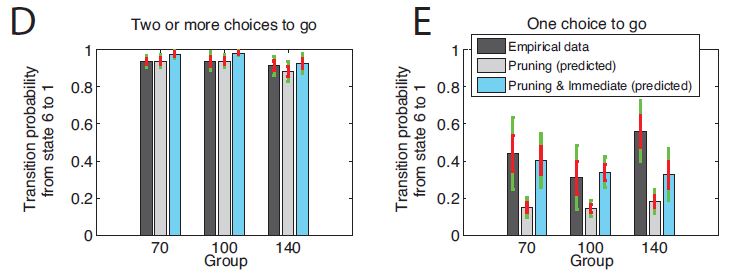 D
Two or more choices to go
Transition probability
from state 6 to 1
1
0.8
0.6
0.4
0.2
0
70 100 140
Group
E
One choice to go
Transition probability
from state 6 to 1
1
0.8
0.6
0.4
0.2
0
Empirical data
Pruning (predicted)
Pruning & Immediate (predicted)
70 100 140
Group